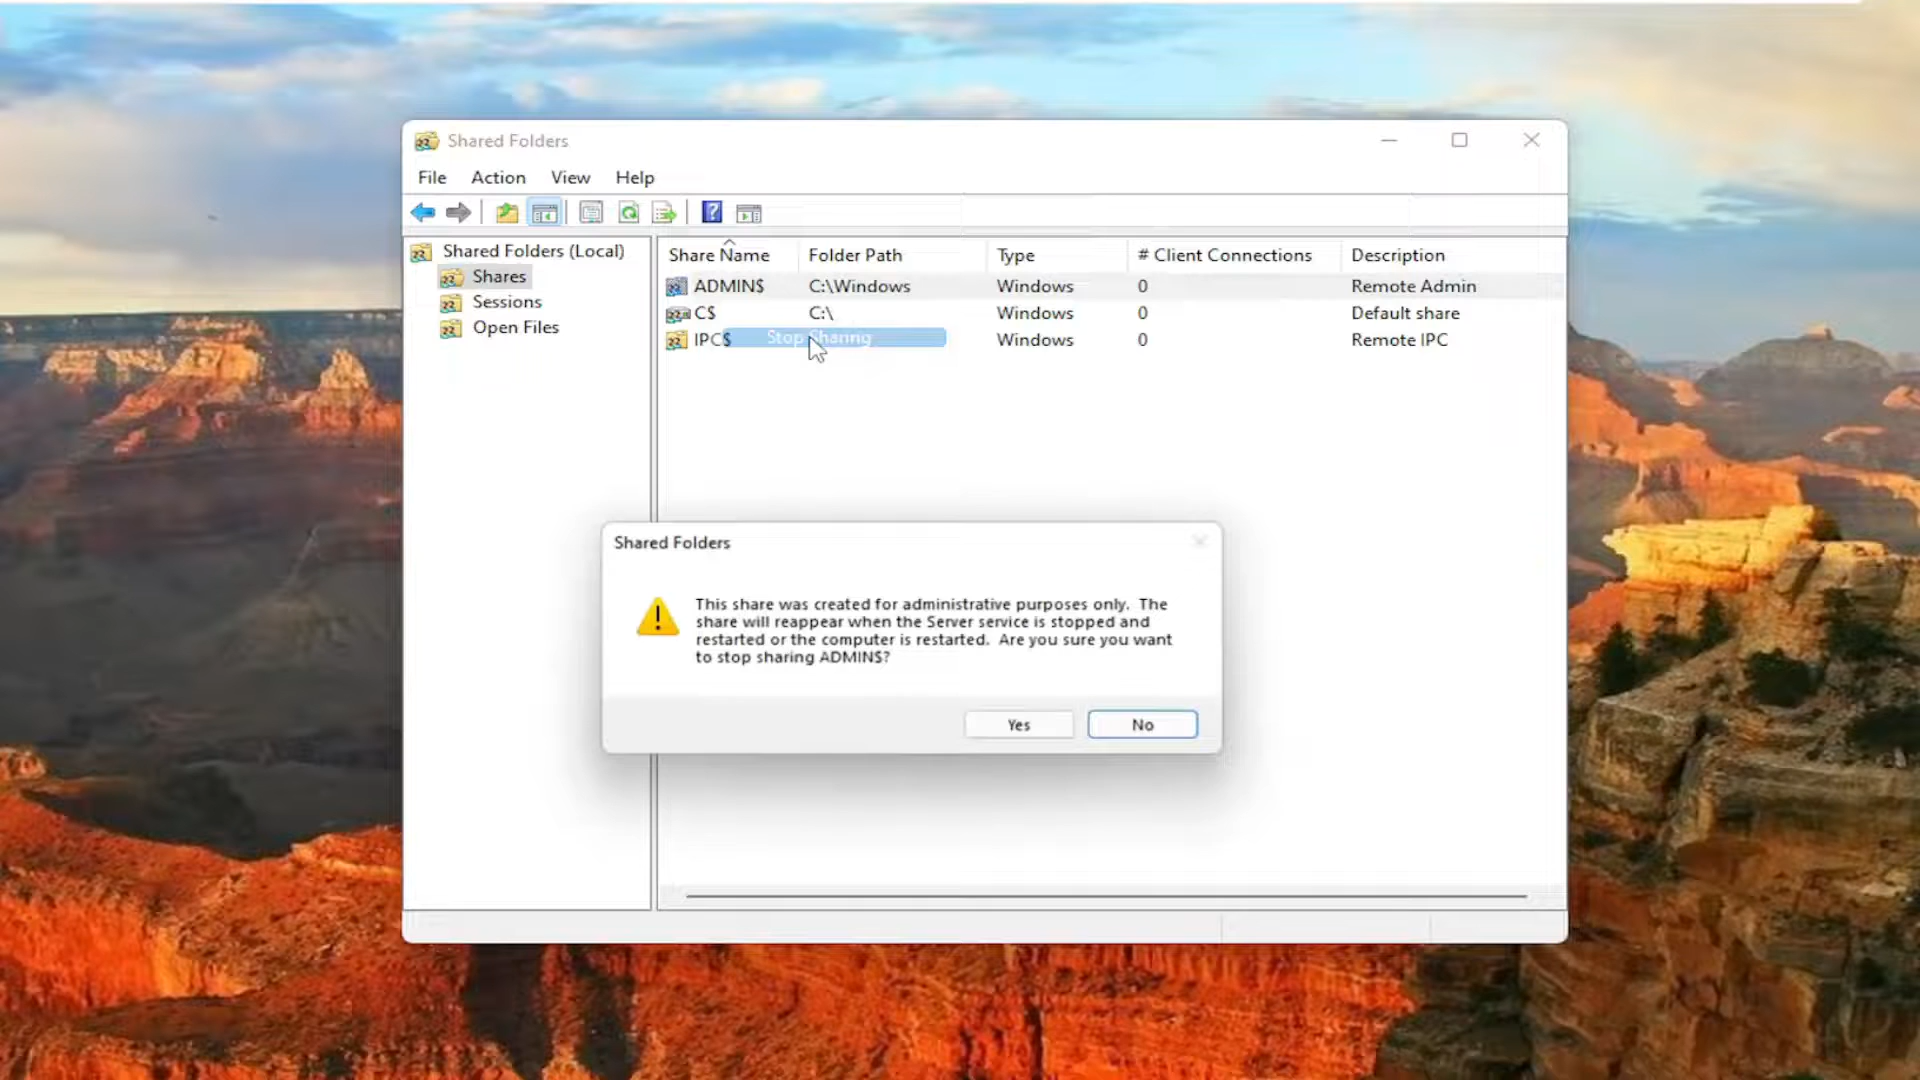 Shared Folders
File Action View Help
Shared Folders (Local)
Shares
Sessions
Open Files
Share Name Folder Path Type # Client Connections Description
ADMIN$ C:\Windows Windows 0 Remote Admin
C$ C:\ Windows 0 Default share
IPC$ Stop Sharing Windows 0 Remote IPC
Shared Folders
This share was created for administrative purposes only. The
share will reappear when the Server service is stopped and
restarted or the computer is restarted. Are you sure you want
to stop sharing ADMIN$?
Yes No